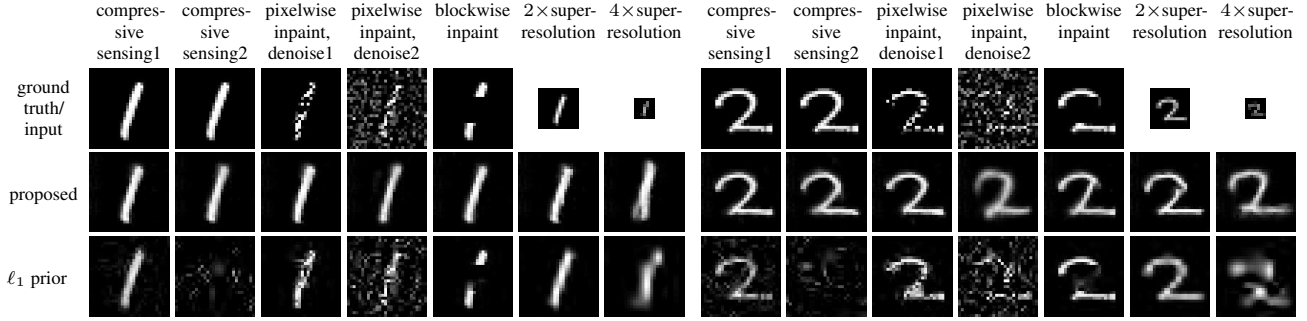 compres-
sive
sensing1
compres-
sive
sensing2
pixelwise
inpaint,
denoise1
pixelwise
inpaint,
denoise2
blockwise
inpaint
2×super-
resolution
4×super-
resolution
compres-
sive
sensing1
compres-
sive
sensing2
pixelwise
inpaint,
denoise1
pixelwise
inpaint,
denoise2
blockwise
inpaint
2×super-
resolution
4×super-
resolution
ground
truth/
input
proposed
ℓ₁ prior